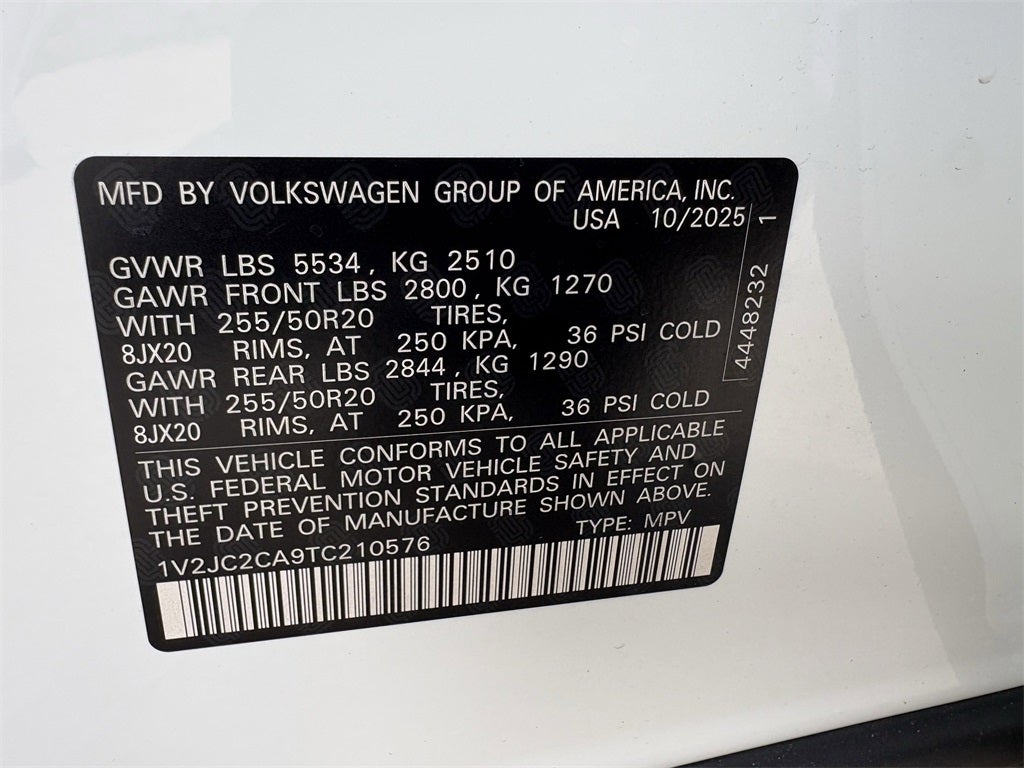 MFD BY VOLKSWAGEN GROUP OF AMERICA, INC.
USA 10/2025
GVWR LBS 5534, KG 2510
GAWR FRONT LBS 2800, KG 1270
WITH 255/50R20 TIRES,
8JX20 RIMS, AT 250 KPA, 36 PSI COLD
GAWR REAR LBS 2844, KG 1290
WITH 255/50R20 TIRES,
8JX20 RIMS, AT 250 KPA, 36 PSI COLD
4448232 1
THIS VEHICLE CONFORMS TO ALL APPLICABLE
U.S. FEDERAL MOTOR VEHICLE SAFETY AND
THEFT PREVENTION STANDARDS IN EFFECT ON
THE DATE OF MANUFACTURE SHOWN ABOVE.
1V2JC2CA9TC210576 TYPE: MPV